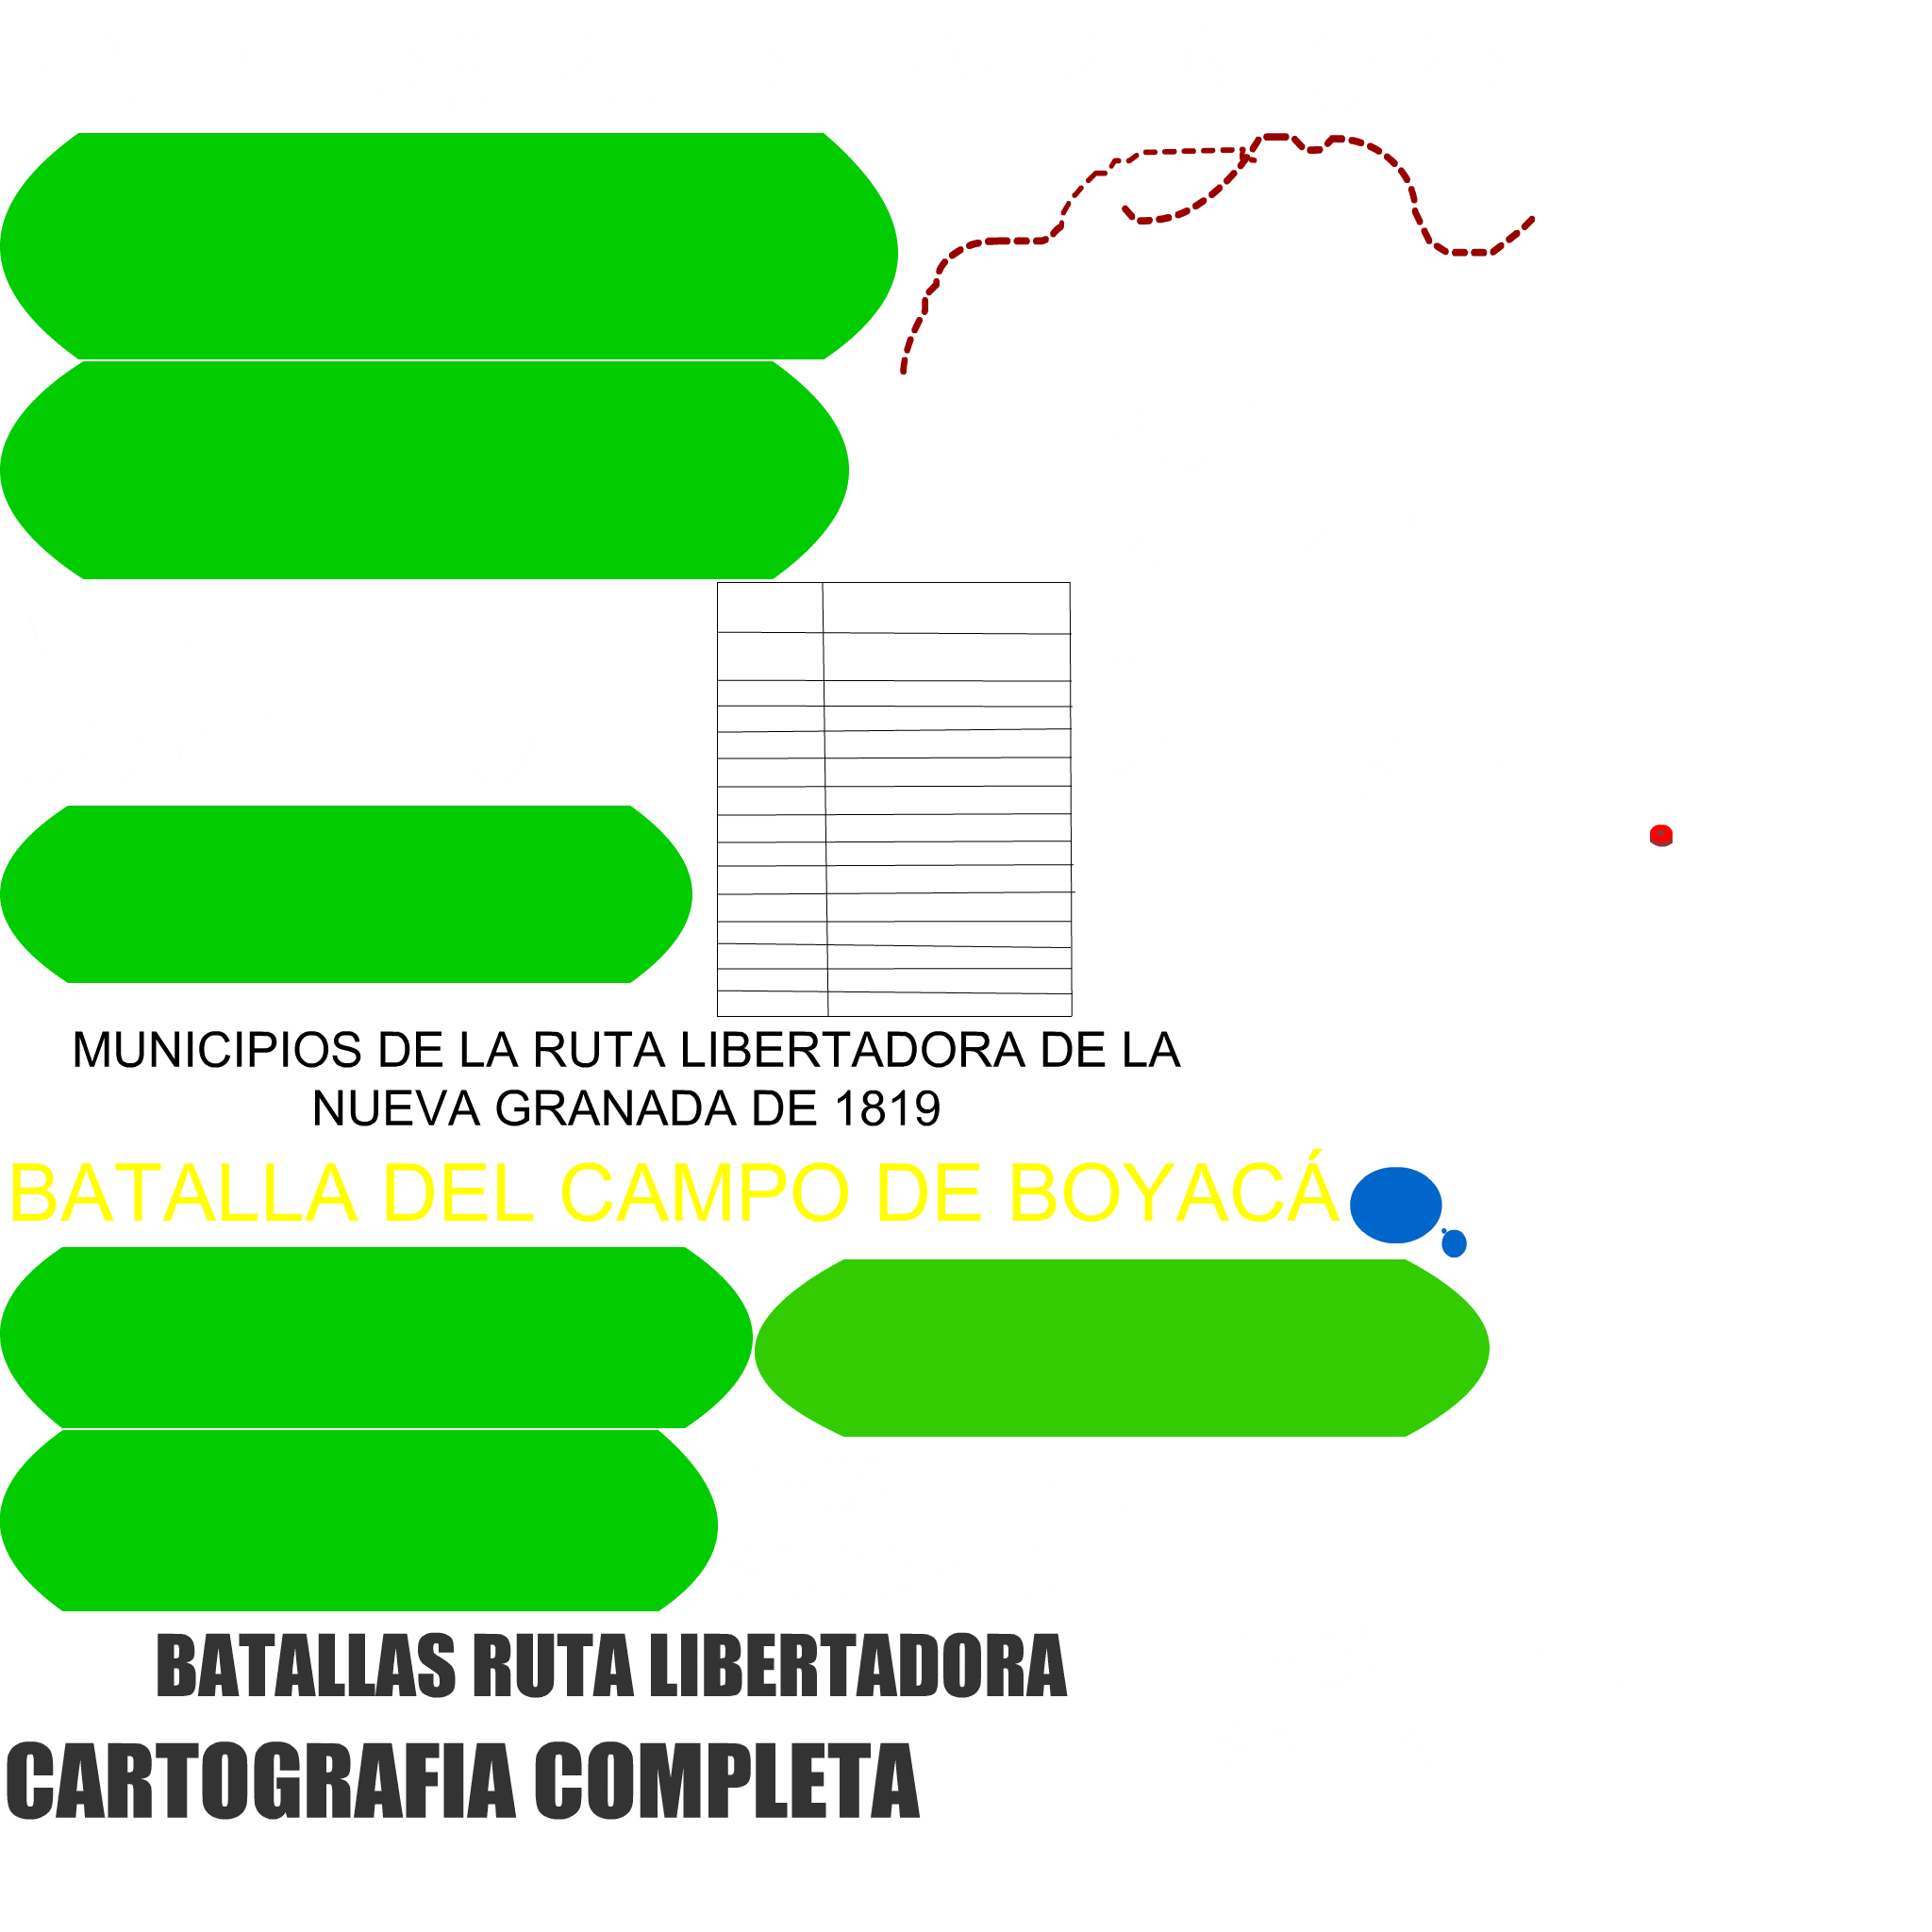 MUNICIPIOS DE LA RUTA LIBERTADORA DE LA
NUEVA GRANADA DE 1819
BATALLA DEL CAMPO DE BOYACÁ
BATALLAS RUTA LIBERTADORA
CARTOGRAFIA COMPLETA